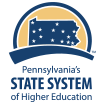 Pennsylvania's
STATE SYSTEM
of Higher Education